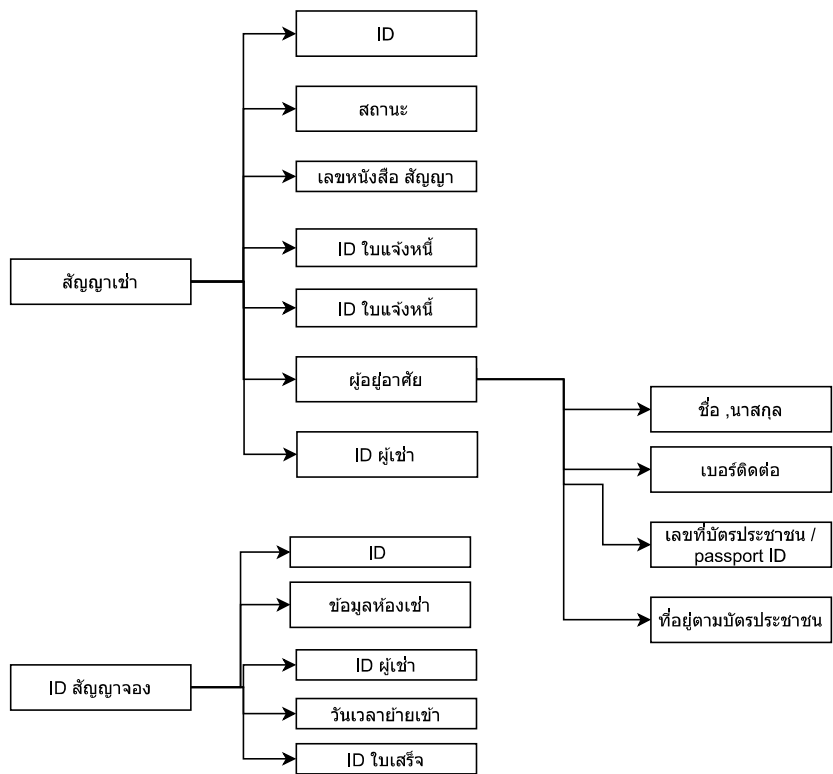 ID
สถานะ
เลขหนังสือ สัญญา
ID ใบแจ้งหนี้
สัญญาเช่า
ID ใบแจ้งหนี้
ผู้อยู่อาศัย
ID ผู้เช่า
ชื่อ ,นาสกุล
เบอร์ติดต่อ
เลขที่บัตรประชาชน /
passport ID
ที่อยู่ตามบัตรประชาชน
ID
ข้อมูลห้องเช่า
ID สัญญาจอง
ID ผู้เช่า
วันเวลาย้ายเข้า
ID ใบเสร็จ